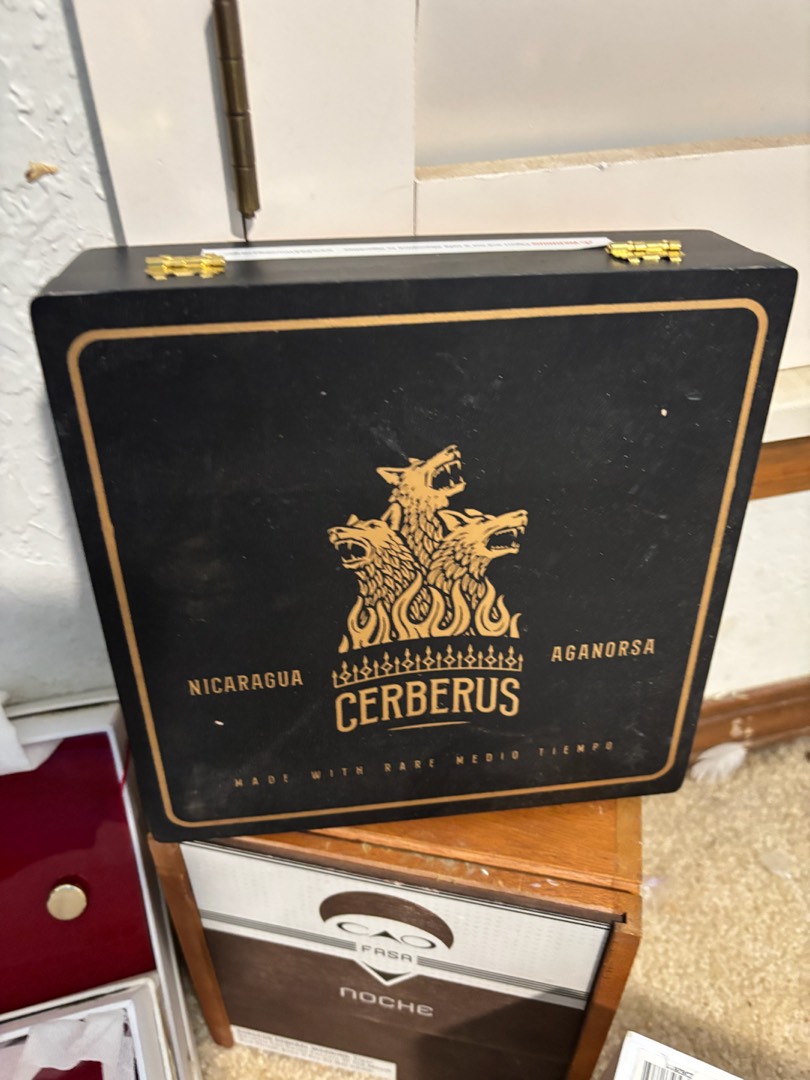 NICARAGUA
AGANORSA
CERBERUS
MADE WITH RARE MEDIO TIEMPO
CAO
FASA
NOCHE